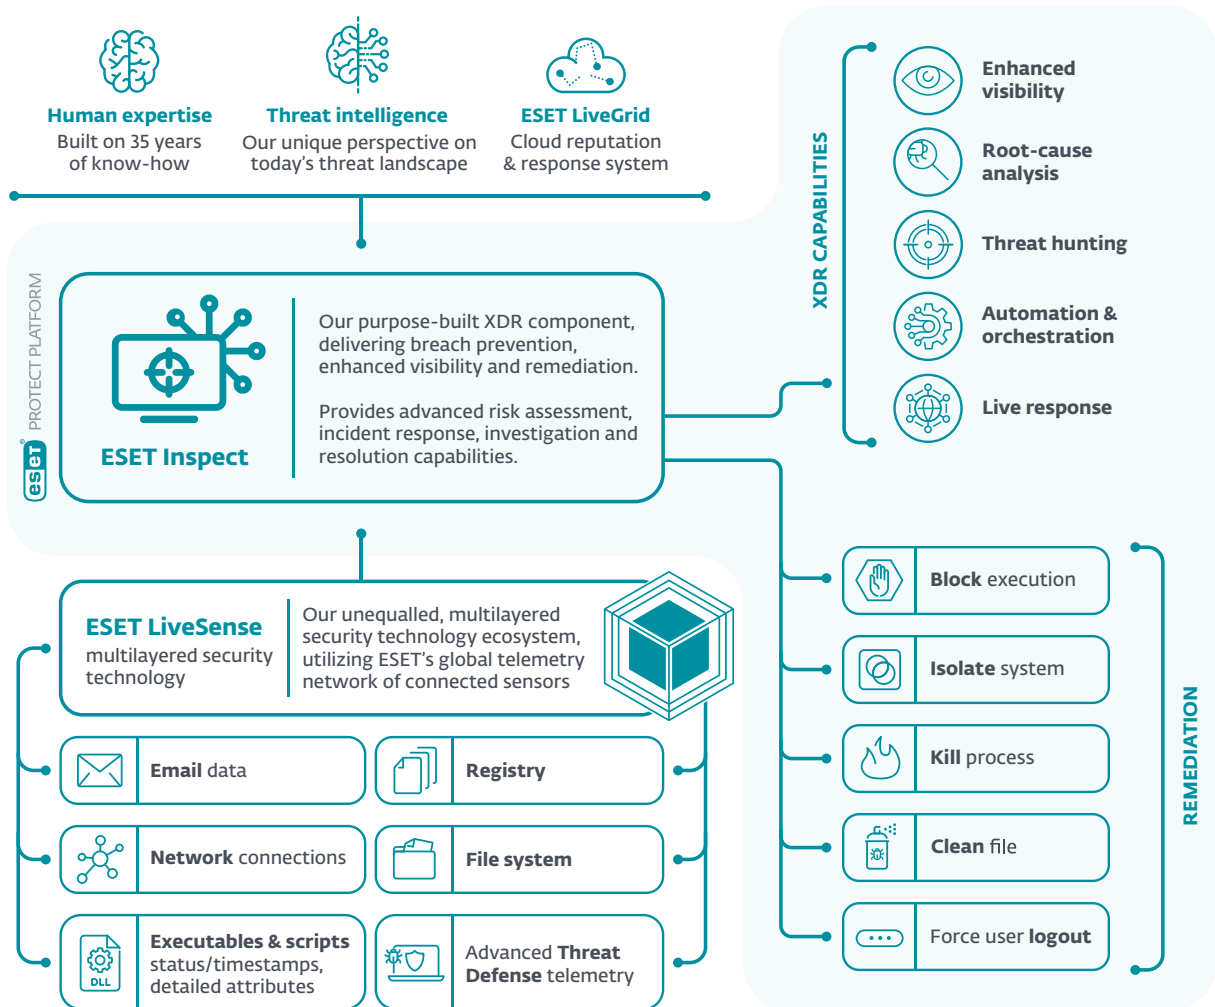 Human expertise
Built on 35 years
of know-how
Threat intelligence
Our unique perspective on
today's threat landscape
ESET LiveGrid
Cloud reputation
& response system
XDR CAPABILITIES
Enhanced
visibility
Root-cause
analysis
Threat hunting
Automation &
orchestration
Live response
eset® PROTECT PLATFORM
ESET Inspect
Our purpose-built XDR component,
delivering breach prevention,
enhanced visibility and remediation.
Provides advanced risk assessment,
incident response, investigation and
resolution capabilities.
ESET LiveSense
multilayered security
technology
Our unequalled, multilayered
security technology ecosystem,
utilizing ESET's global telemetry
network of connected sensors
Email data
Registry
Network connections
File system
DLL
Executables & scripts
status/timestamps,
detailed attributes
Advanced Threat
Defense telemetry
Block execution
Isolate system
Kill process
Clean file
Force user logout
REMEDIATION